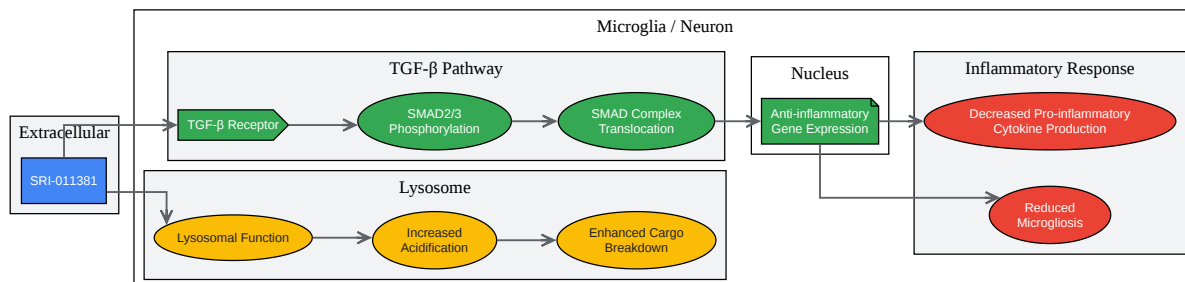 Microglia / Neuron
TGF-β Pathway
Nucleus
Inflammatory Response
Extracellular
TGF-β Receptor
SMAD2/3
Phosphorylation
SMAD Complex
Translocation
Anti-inflammatory
Gene Expression
Decreased Pro-inflammatory
Cytokine Production
SRI-011381
Lysosome
Lysosomal Function
Increased
Acidification
Enhanced Cargo
Breakdown
Reduced
Microgliosis